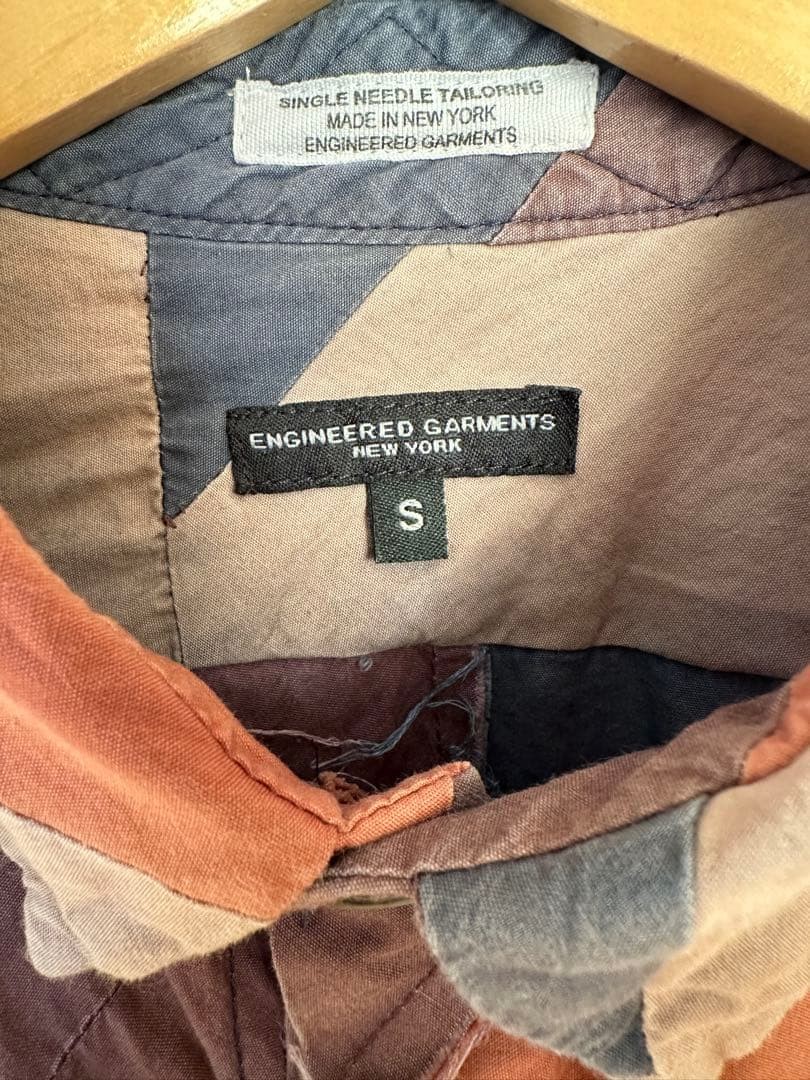 SINGLE NEEDLE TAILORING
MADE IN NEW YORK
ENGINEERED GARMENTS
ENGINEERED GARMENTS
NEW YORK
S